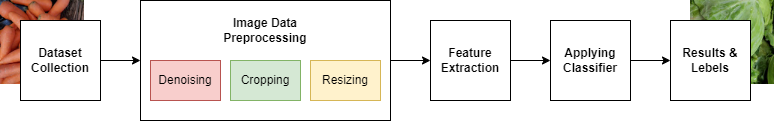 Dataset
Collection
Image Data
Preprocessing
Denoising
Cropping
Resizing
Feature
Extraction
Applying
Classifier
Results &
Lebels